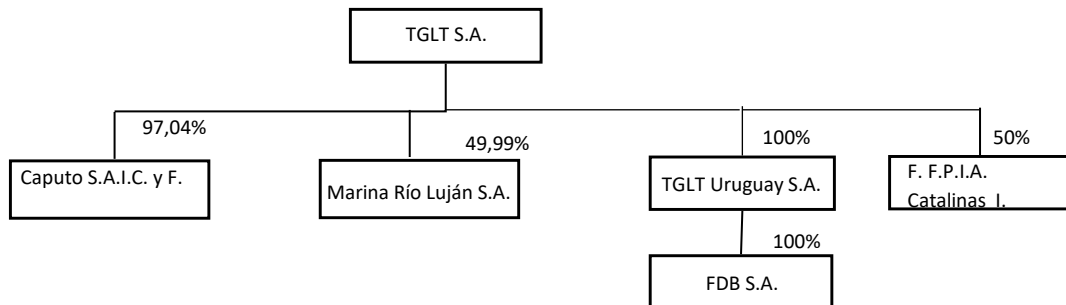 TGLT S.A.
97,04%
49,99%
100%
50%
Caputo S.A.I.C. y F.
Marina Río Luján S.A.
TGLT Uruguay S.A.
F. F.P.I.A.
Catalinas I.
100%
FDB S.A.